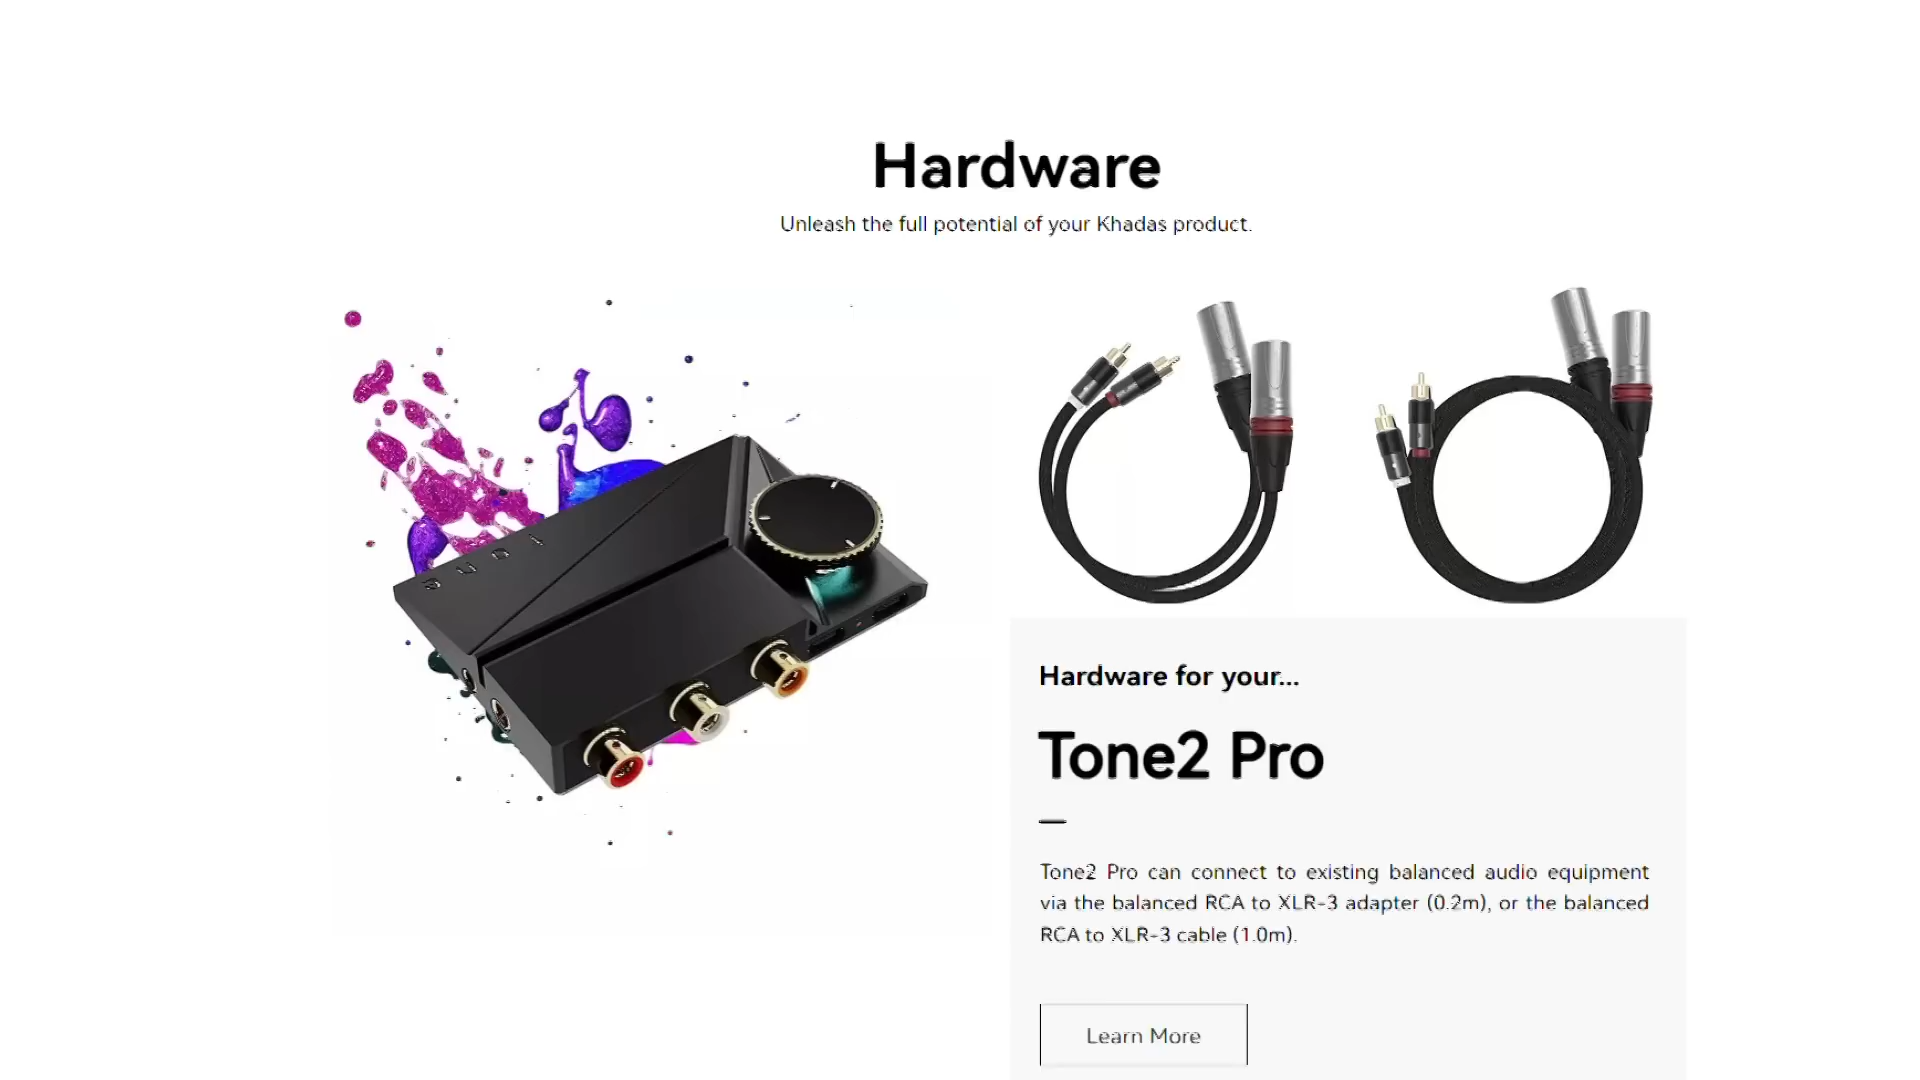 Hardware
Unleash the full potential of your Khadas product.
Hardware for your...
Tone2 Pro
Tone2 Pro can connect to existing balanced audio equipment
via the balanced RCA to XLR-3 adapter (0.2m), or the balanced
RCA to XLR-3 cable (1.0m).
Learn More